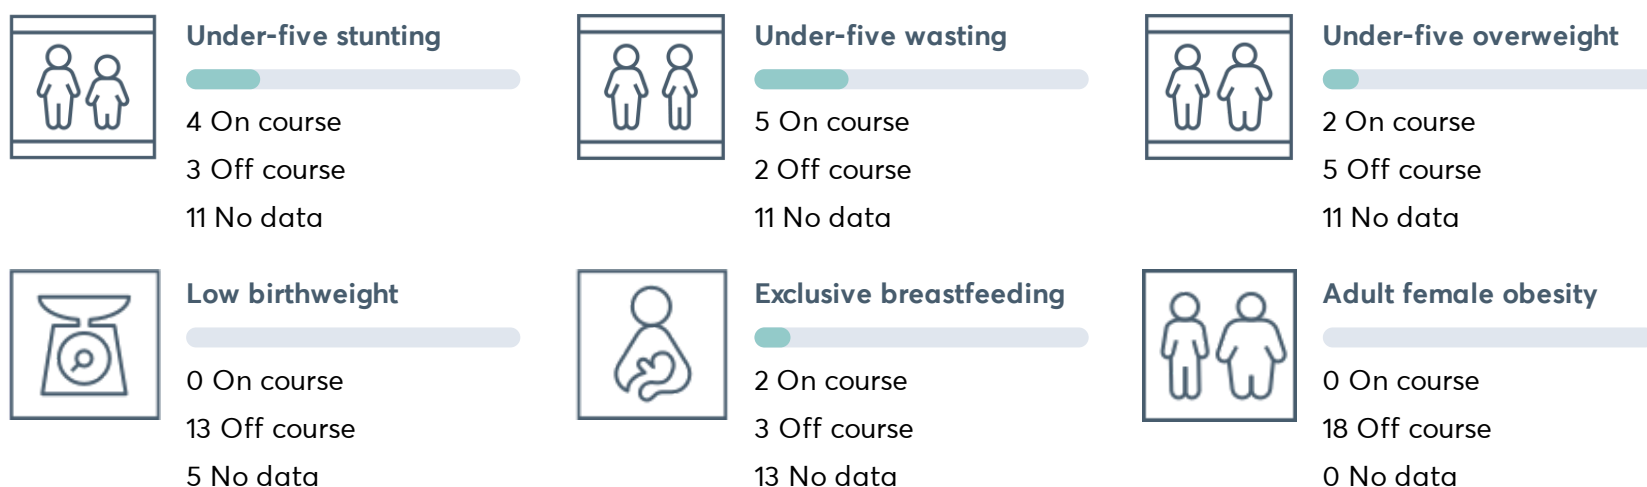 Under-five stunting
4 On course
3 Off course
11 No data
Under-five wasting
5 On course
2 Off course
11 No data
Under-five overweight
2 On course
5 Off course
11 No data
Low birthweight
0 On course
13 Off course
5 No data
Exclusive breastfeeding
2 On course
3 Off course
13 No data
Adult female obesity
0 On course
18 Off course
0 No data